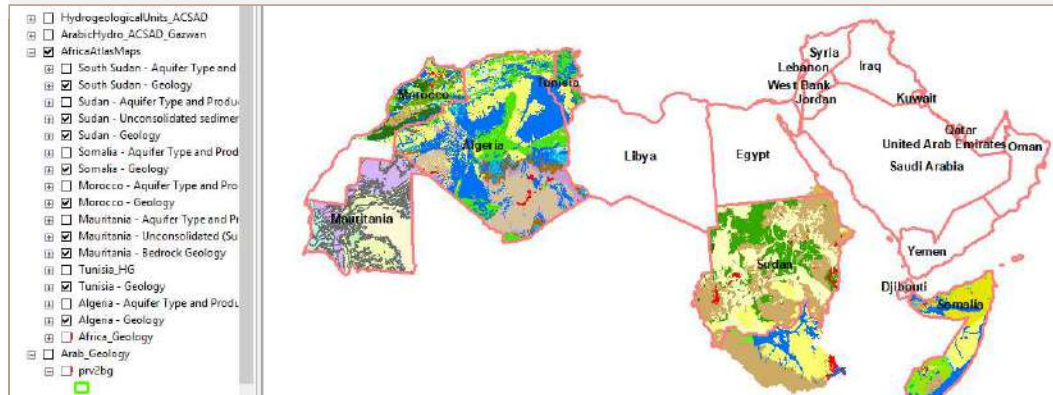 HydrogeologicalUnits_ACSAD
ArabicHydro_ACSAD_Gazwan
AfricaAtlasMaps
South Sudan - Aquifer Type and
South Sudan - Geology
Sudan - Aquifer Type and Produc
Sudan - Unconsolidated sedimer
Sudan - Geology
Somalia - Aquifer Type and Prod
Somalia - Geology
Morocco - Aquifer Type and Pro
Morocco - Geology
Mauritania - Aquifer Type and Pr
Mauritania - Unconsolidated (Su
Mauritania - Bedrock Geology
Tunisia_HG
Tunisia - Geology
Algeria - Aquifer Type and Produ
Algeria - Geology
Africa_Geology
Arab_Geology
prv2bg
Syria
Lebanon
Iraq
West Bank
Jordan
Tunisia
Morocco
Kuwait
Algeria
Libya
Egypt
Qatar
United Arab Emirates
Oman
Saudi Arabia
Mauritania
Yemen
Sudan
Djibouti
Somalia